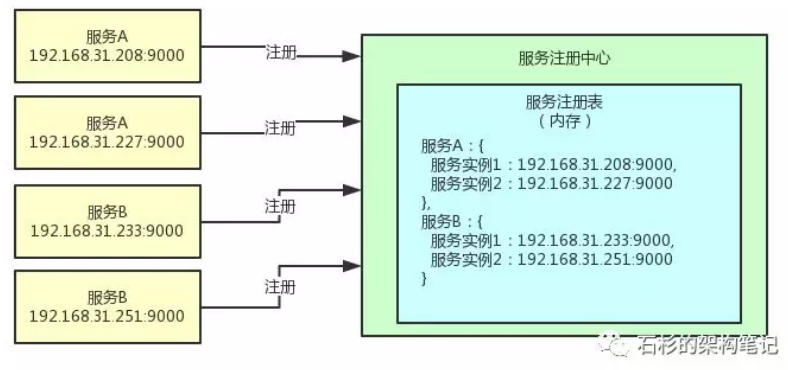 服务A
192.168.31.208:9000
注册
服务A
192.168.31.227:9000
注册
服务B
192.168.31.233:9000
注册
服务B
192.168.31.251:9000
注册
服务注册中心
服务注册表
（内存）
服务A：{
服务实例1：192.168.31.208:9000,
服务实例2：192.168.31.227:9000
},
服务B：{
服务实例1：192.168.31.233:9000,
服务实例2：192.168.31.251:9000
}
石杉的架构笔记